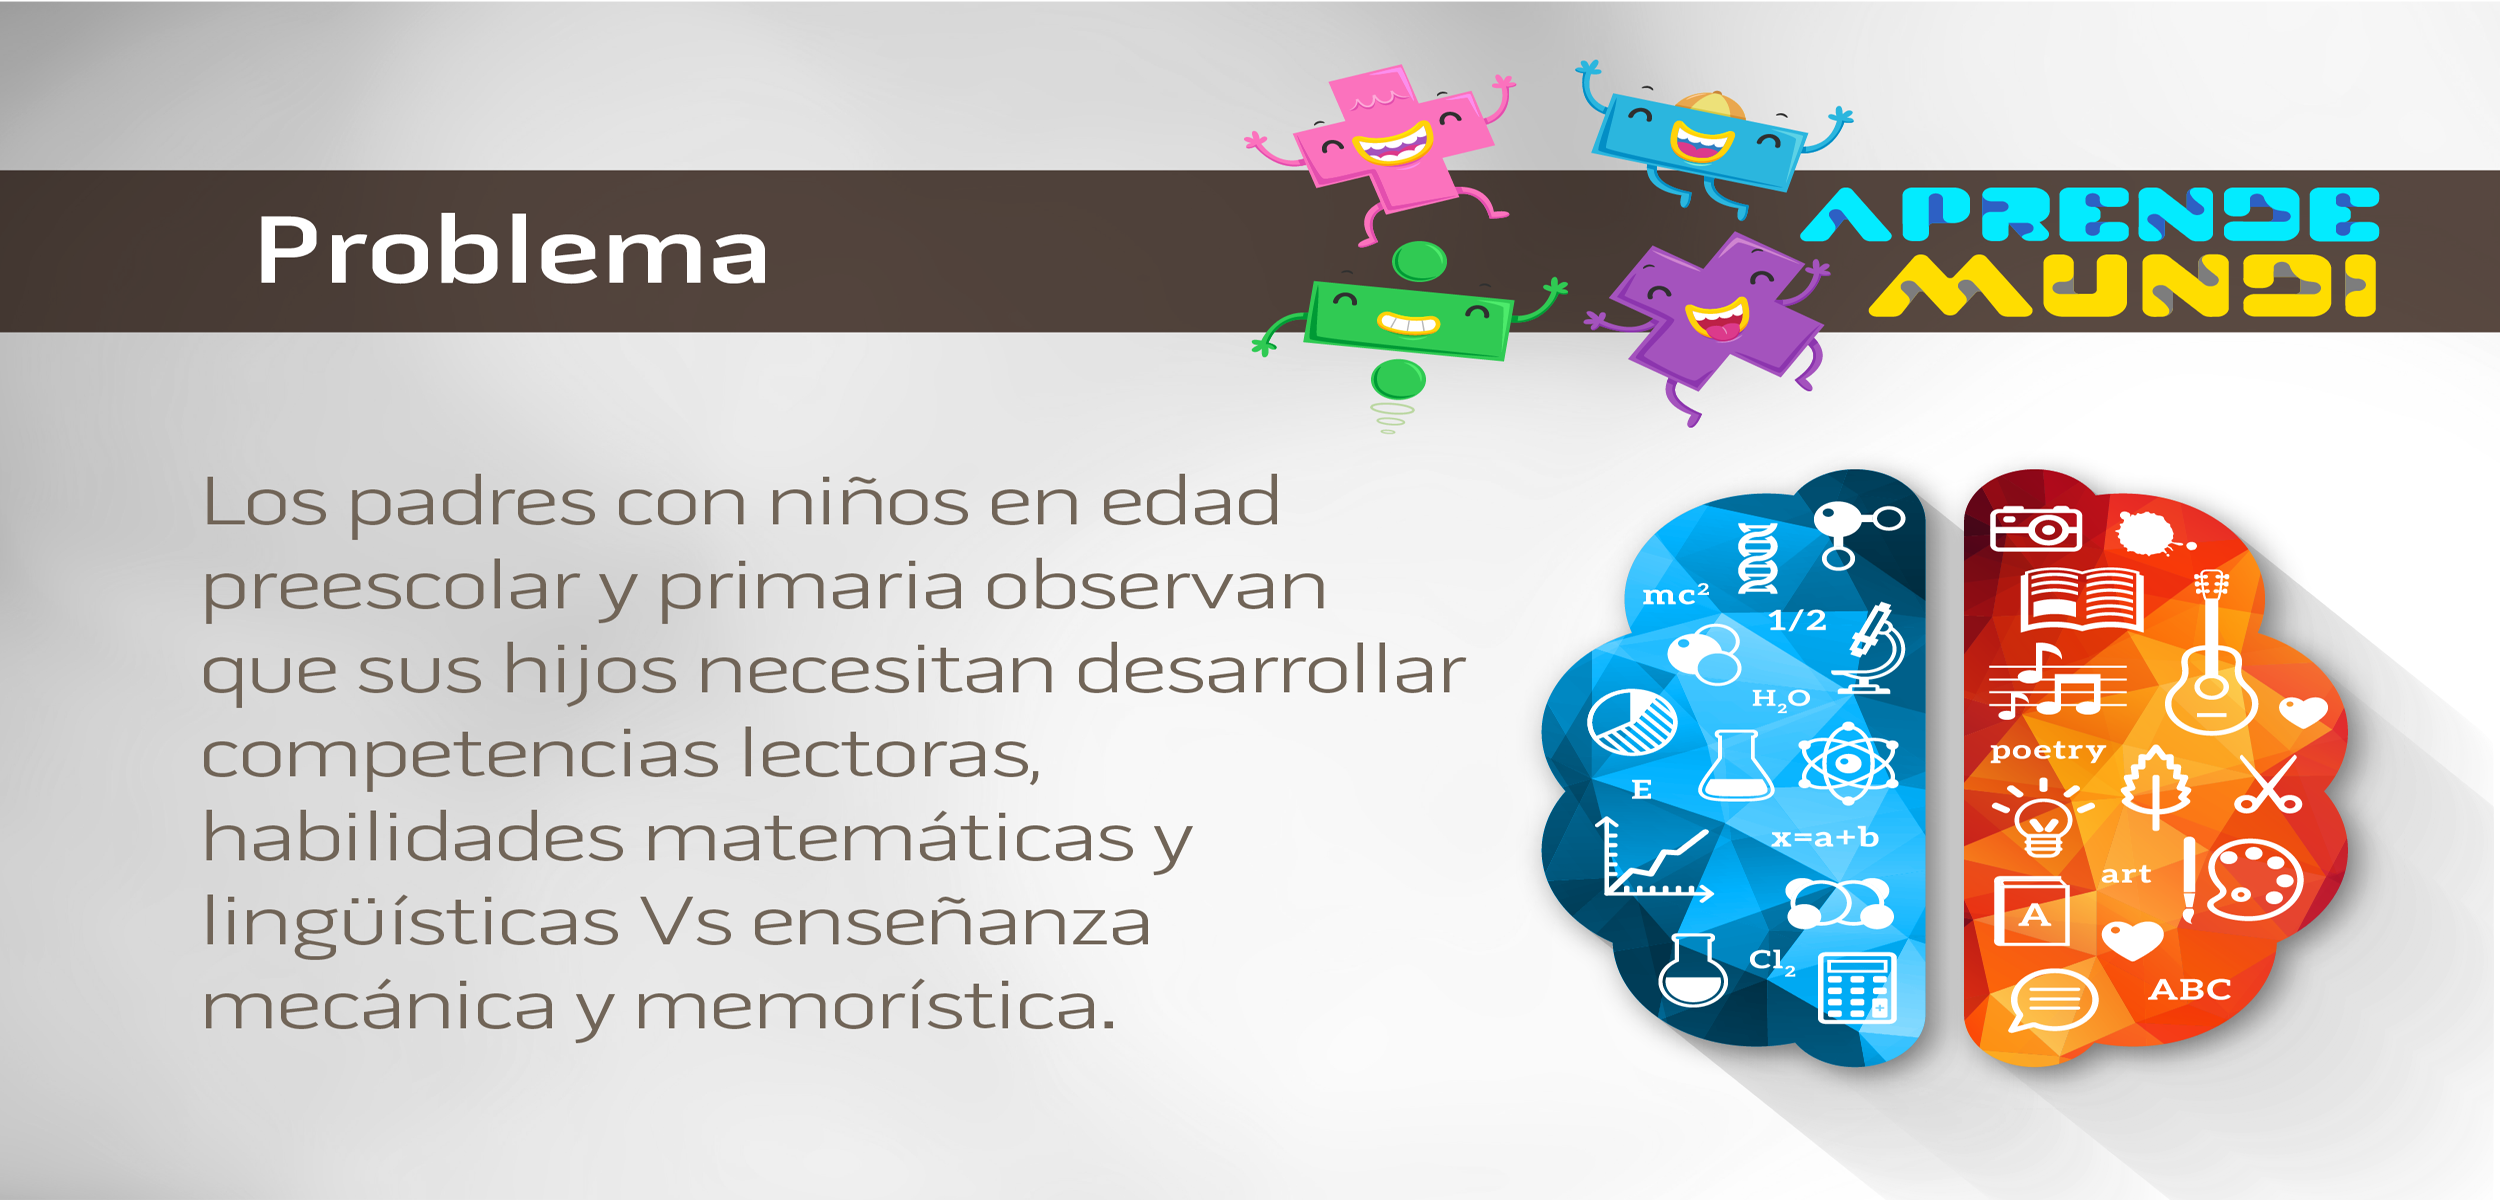 Problema
APRENDE
MUNDI
Los padres con niños en edad
preescolar y primaria observan
que sus hijos necesitan desarrollar
competencias lectoras,
habilidades matemáticas y
lingüísticas Vs enseñanza
mecánica y memorística.
mc²
1/2
H₂O
E
x=a+b
Cl₂
poetry
art
A
ABC